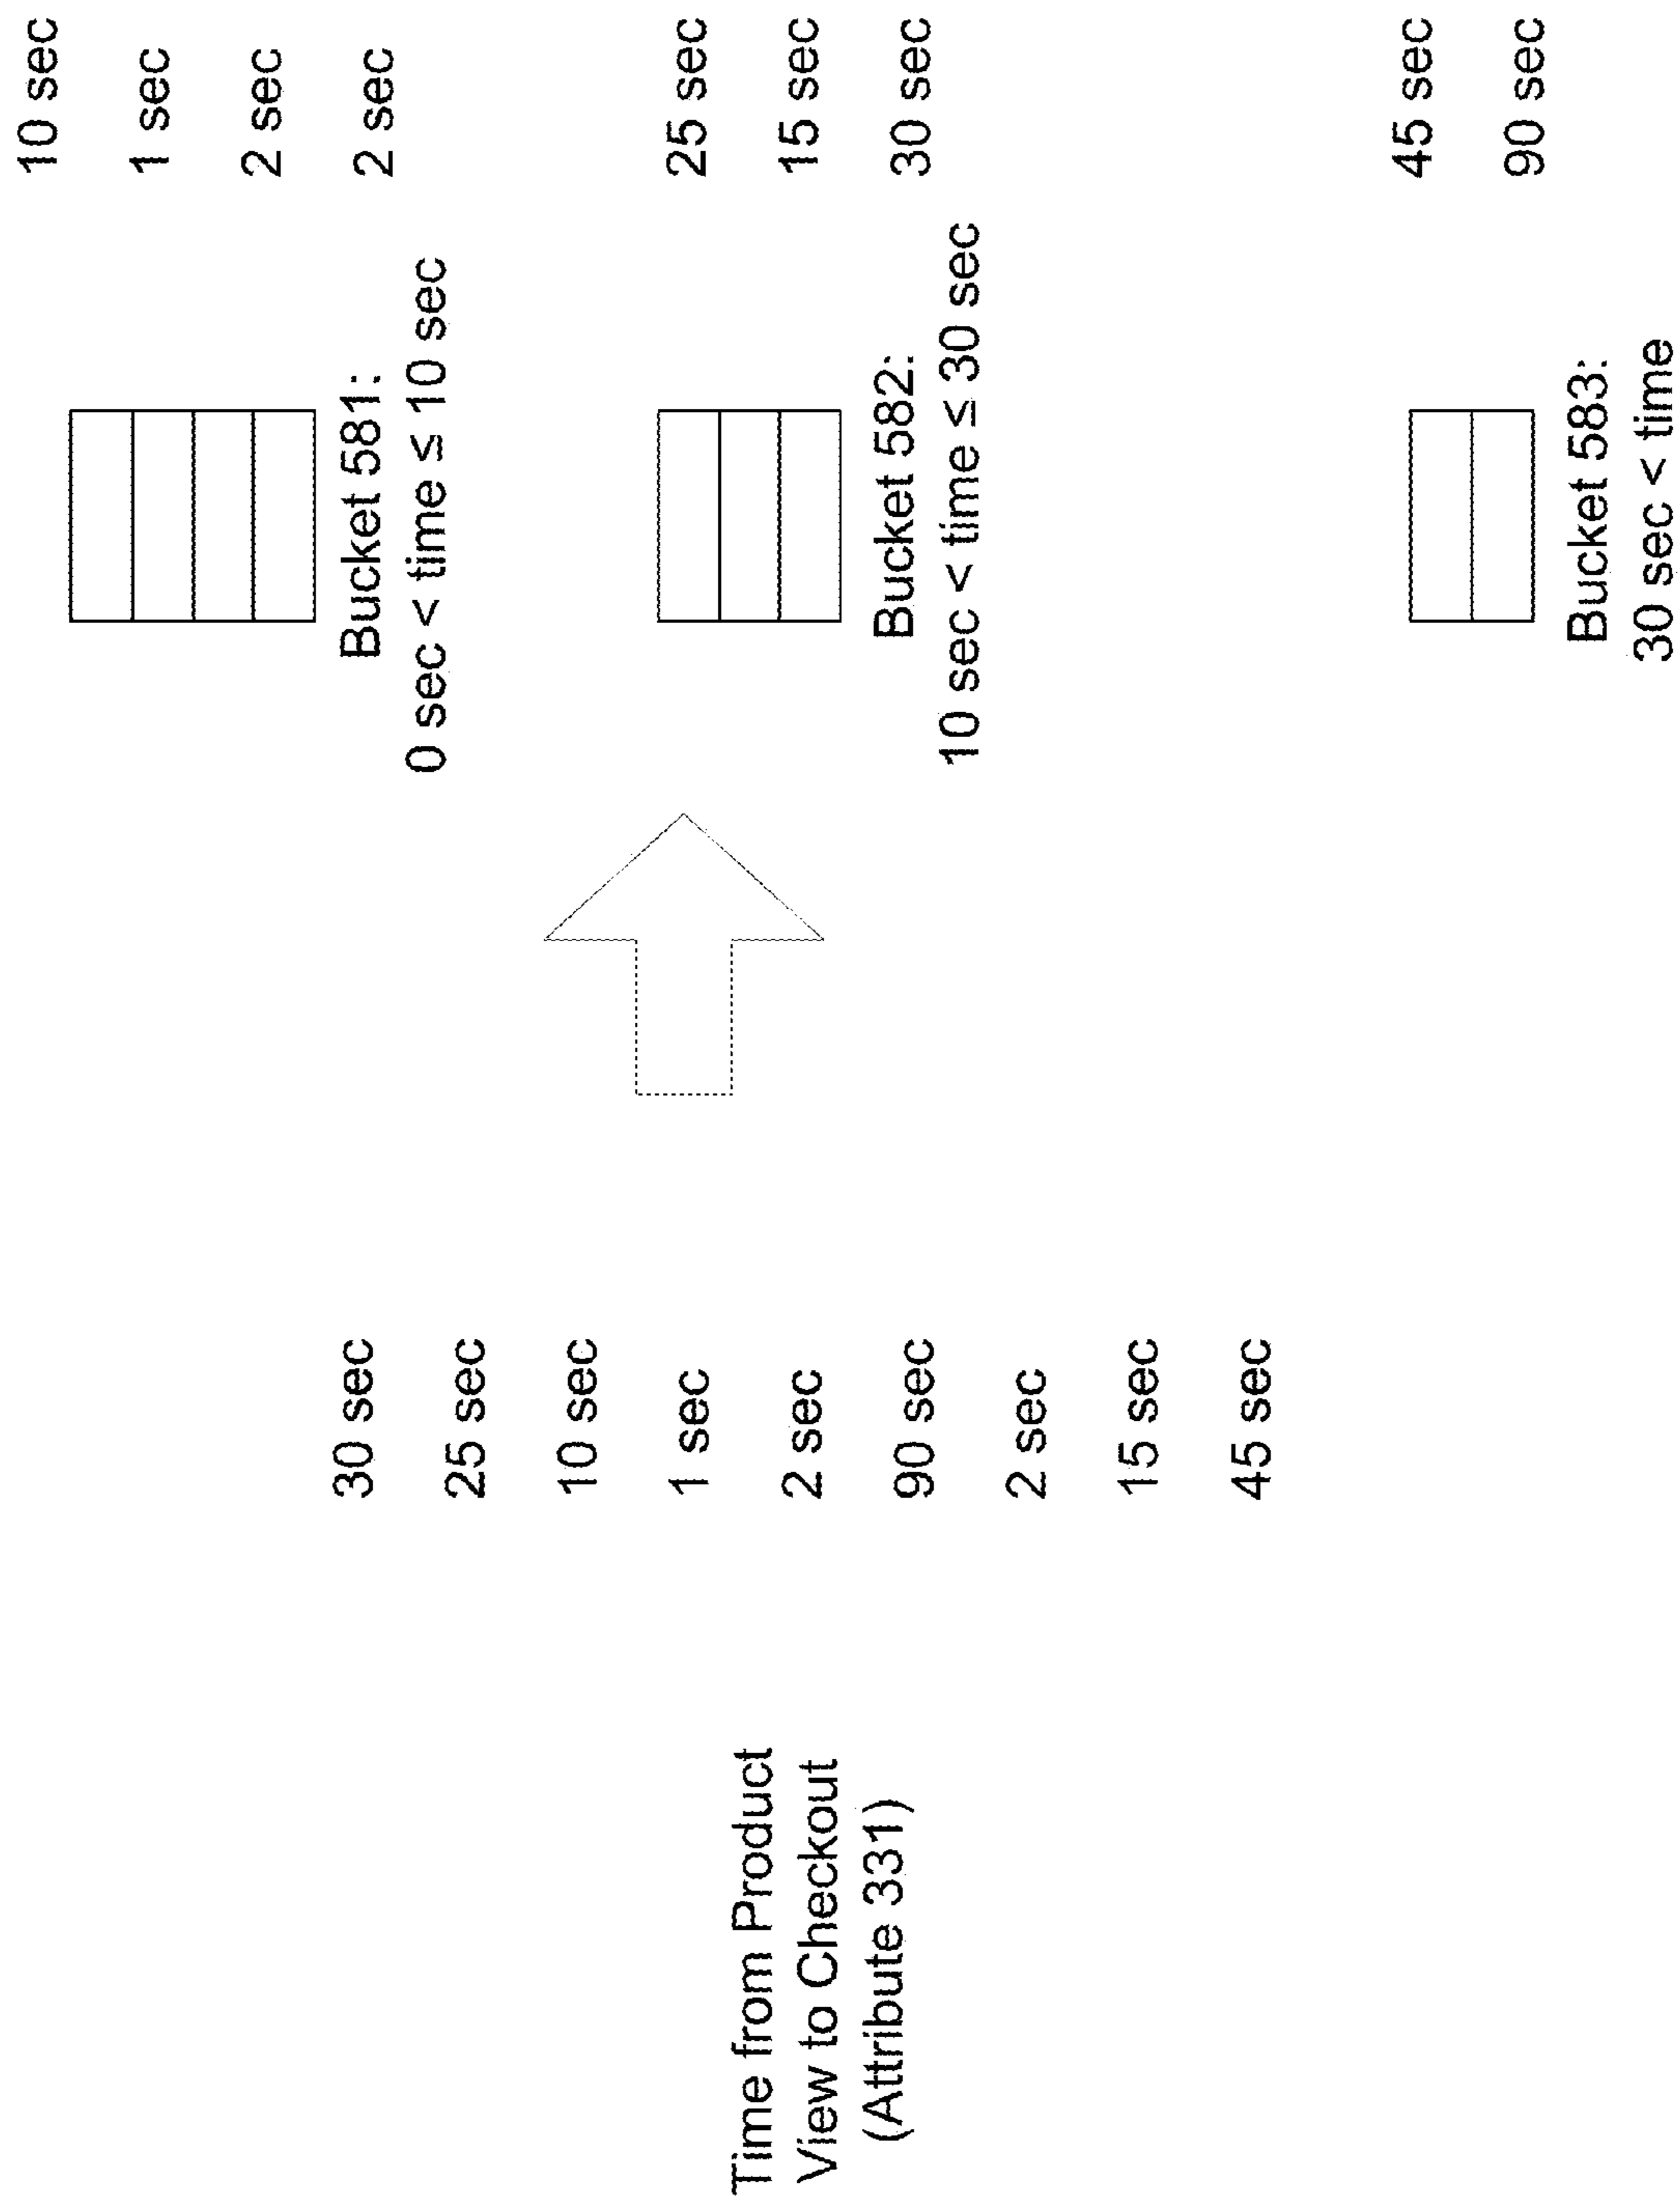 Time from Product
View to Checkout
(Attribute 331)
30 sec
25 sec
10 sec
1 sec
2 sec
90 sec
2 sec
15 sec
45 sec
Bucket 581:
0 sec < time ≤ 10 sec
10 sec
1 sec
2 sec
2 sec
Bucket 582:
10 sec < time ≤ 30 sec
25 sec
15 sec
30 sec
Bucket 583:
30 sec < time
45 sec
90 sec